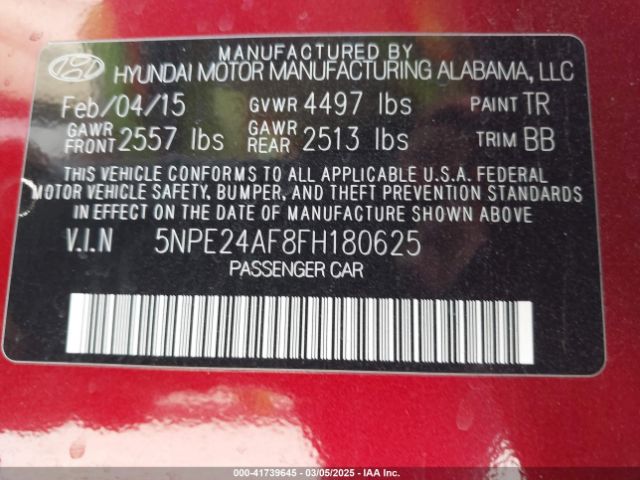 MANUFACTURED BY
HYUNDAI MOTOR MANUFACTURING ALABAMA, LLC
Feb/04/15 GVWR 4497 lbs PAINT TR
GAWR FRONT 2557 lbs GAWR REAR 2513 lbs TRIM BB
THIS VEHICLE CONFORMS TO ALL APPLICABLE U.S.A. FEDERAL
MOTOR VEHICLE SAFETY, BUMPER, AND THEFT PREVENTION STANDARDS
IN EFFECT ON THE DATE OF MANUFACTURE SHOWN ABOVE
V.I.N 5NPE24AF8FH180625
PASSENGER CAR
000-41739645 - 03/05/2025 - IAA Inc.